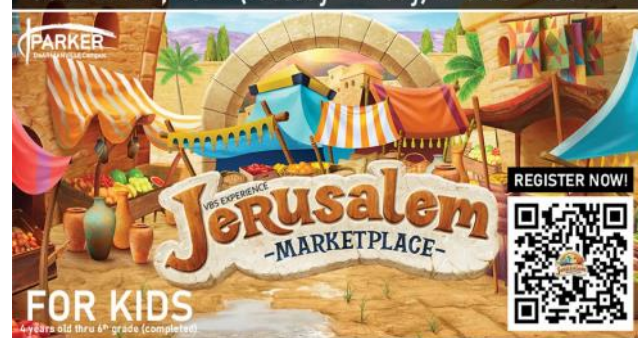 PARKER
VBS EXPERIENCE
JERUSALEM
-MARKETPLACE-
REGISTER NOW!
FOR KIDS
4 years old thru 6th grade (completed)